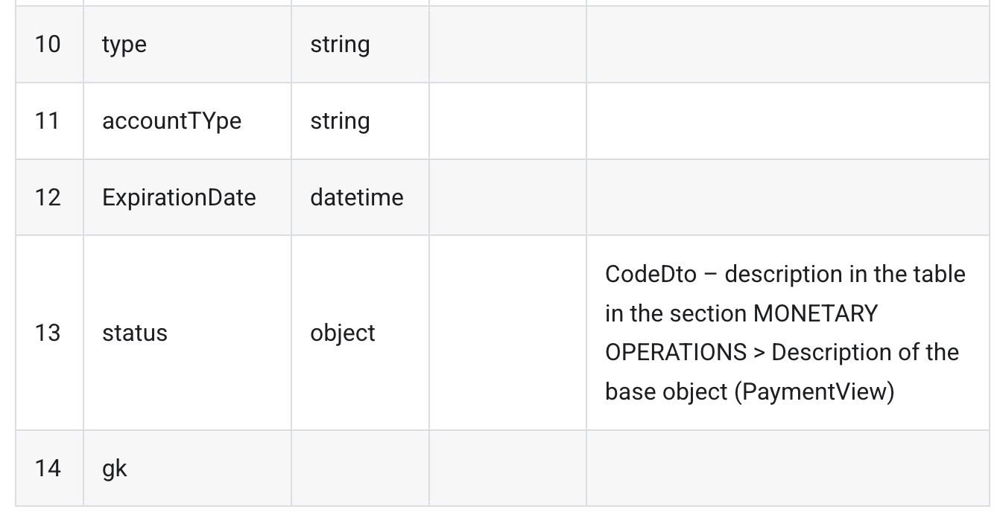 10 type string
11 accountTYpe string
12 ExpirationDate datetime
13 status object CodeDto – description in the table
in the section MONETARY
OPERATIONS > Description of the
base object (PaymentView)
14 gk